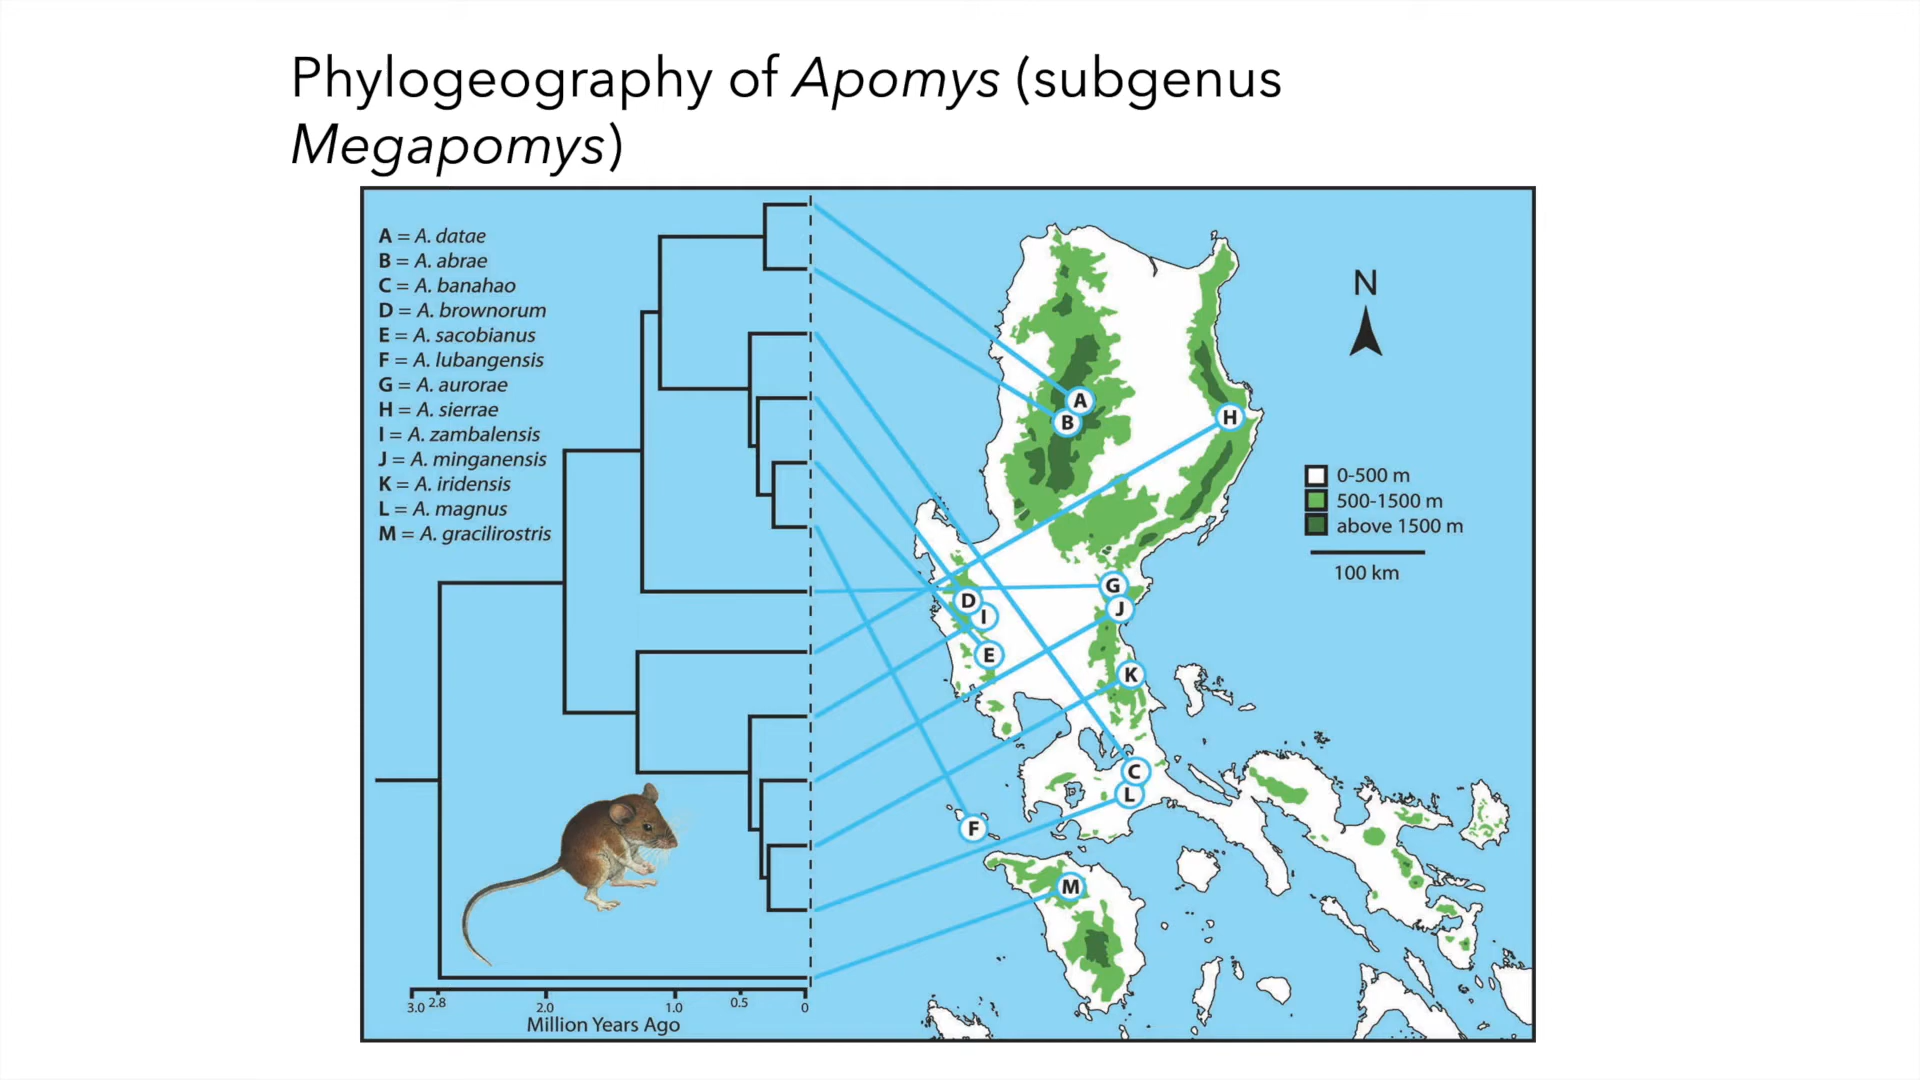 Phylogeography of Apomys (subgenus
Megapomys)
A = A. datae
B = A. abrae
C = A. banahao
D = A. brownorum
E = A. sacobianus
F = A. lubangensis
G = A. aurorae
H = A. sierrae
I = A. zambalensis
J = A. minganensis
K = A. iridensis
L = A. magnus
M = A. gracilirostris
N
A
B
H
0-500 m
500-1500 m
above 1500 m
100 km
G
D
J
I
E
K
C
L
F
M
3.0 2.8 2.0 1.0 0.5 0
Million Years Ago